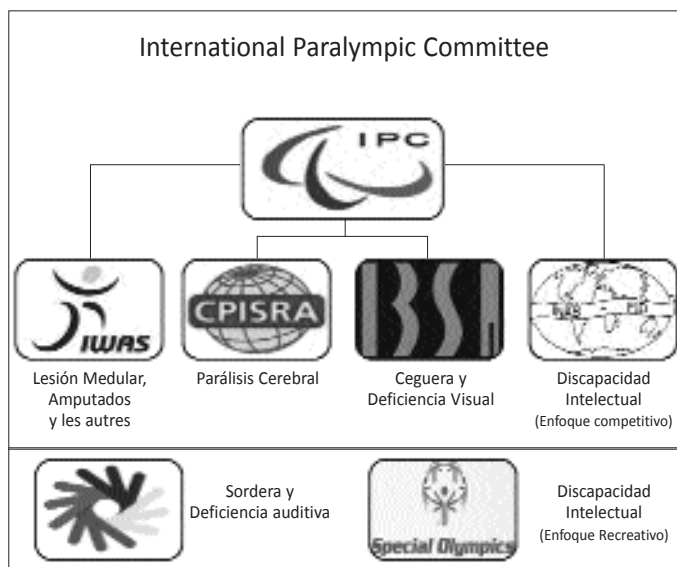 International Paralympic Committee
IPC
IWAS
CPISRA
IBSA
Lesión Medular,
Amputados
y les autres
Parálisis Cerebral
Ceguera y
Deficiencia Visual
Discapacidad
Intelectual
(Enfoque competitivo)
Sordera y
Deficiencia auditiva
Special Olympics
Discapacidad
Intelectual
(Enfoque Recreativo)